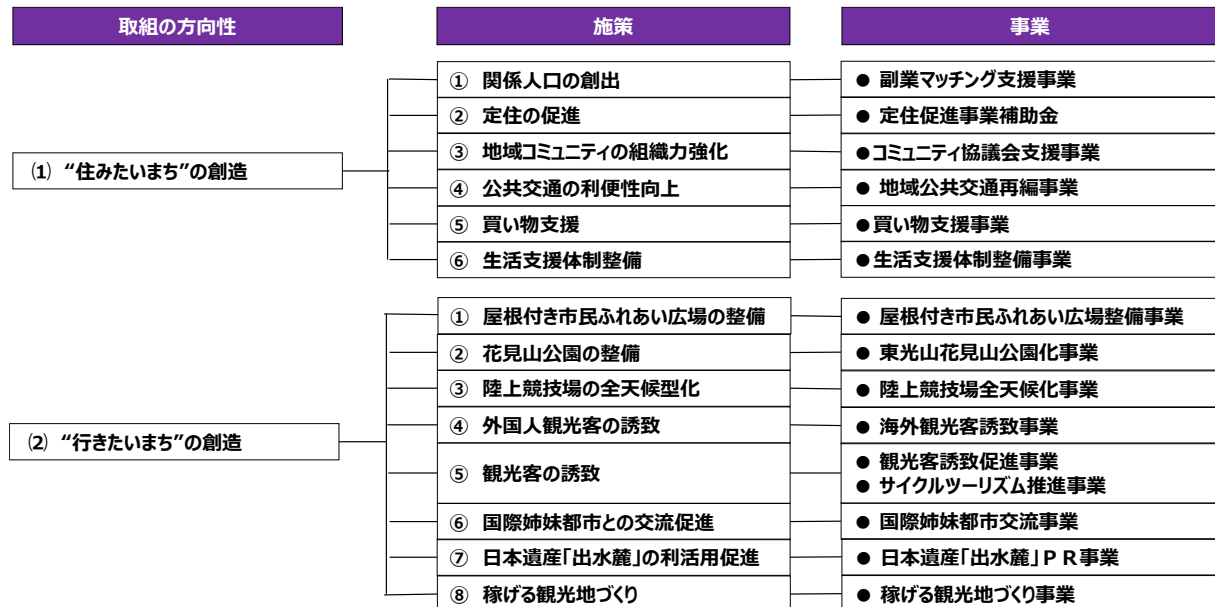 取組の方向性
施策
事業
⑴ “住みたいまち”の創造
① 関係人口の創出
● 副業マッチング支援事業
② 定住の促進
● 定住促進事業補助金
③ 地域コミュニティの組織力強化
●コミュニティ協議会支援事業
④ 公共交通の利便性向上
● 地域公共交通再編事業
⑤ 買い物支援
●買い物支援事業
⑥ 生活支援体制整備
●生活支援体制整備事業
⑵ “行きたいまち”の創造
① 屋根付き市民ふれあい広場の整備
● 屋根付き市民ふれあい広場整備事業
② 花見山公園の整備
● 東光山花見山公園化事業
③ 陸上競技場の全天候型化
● 陸上競技場全天候化事業
④ 外国人観光客の誘致
● 海外観光客誘致事業
⑤ 観光客の誘致
● 観光客誘致促進事業
● サイクルツーリズム推進事業
⑥ 国際姉妹都市との交流促進
● 国際姉妹都市交流事業
⑦ 日本遺産「出水麓」の利活用促進
● 日本遺産「出水麓」ＰＲ事業
⑧ 稼げる観光地づくり
● 稼げる観光地づくり事業